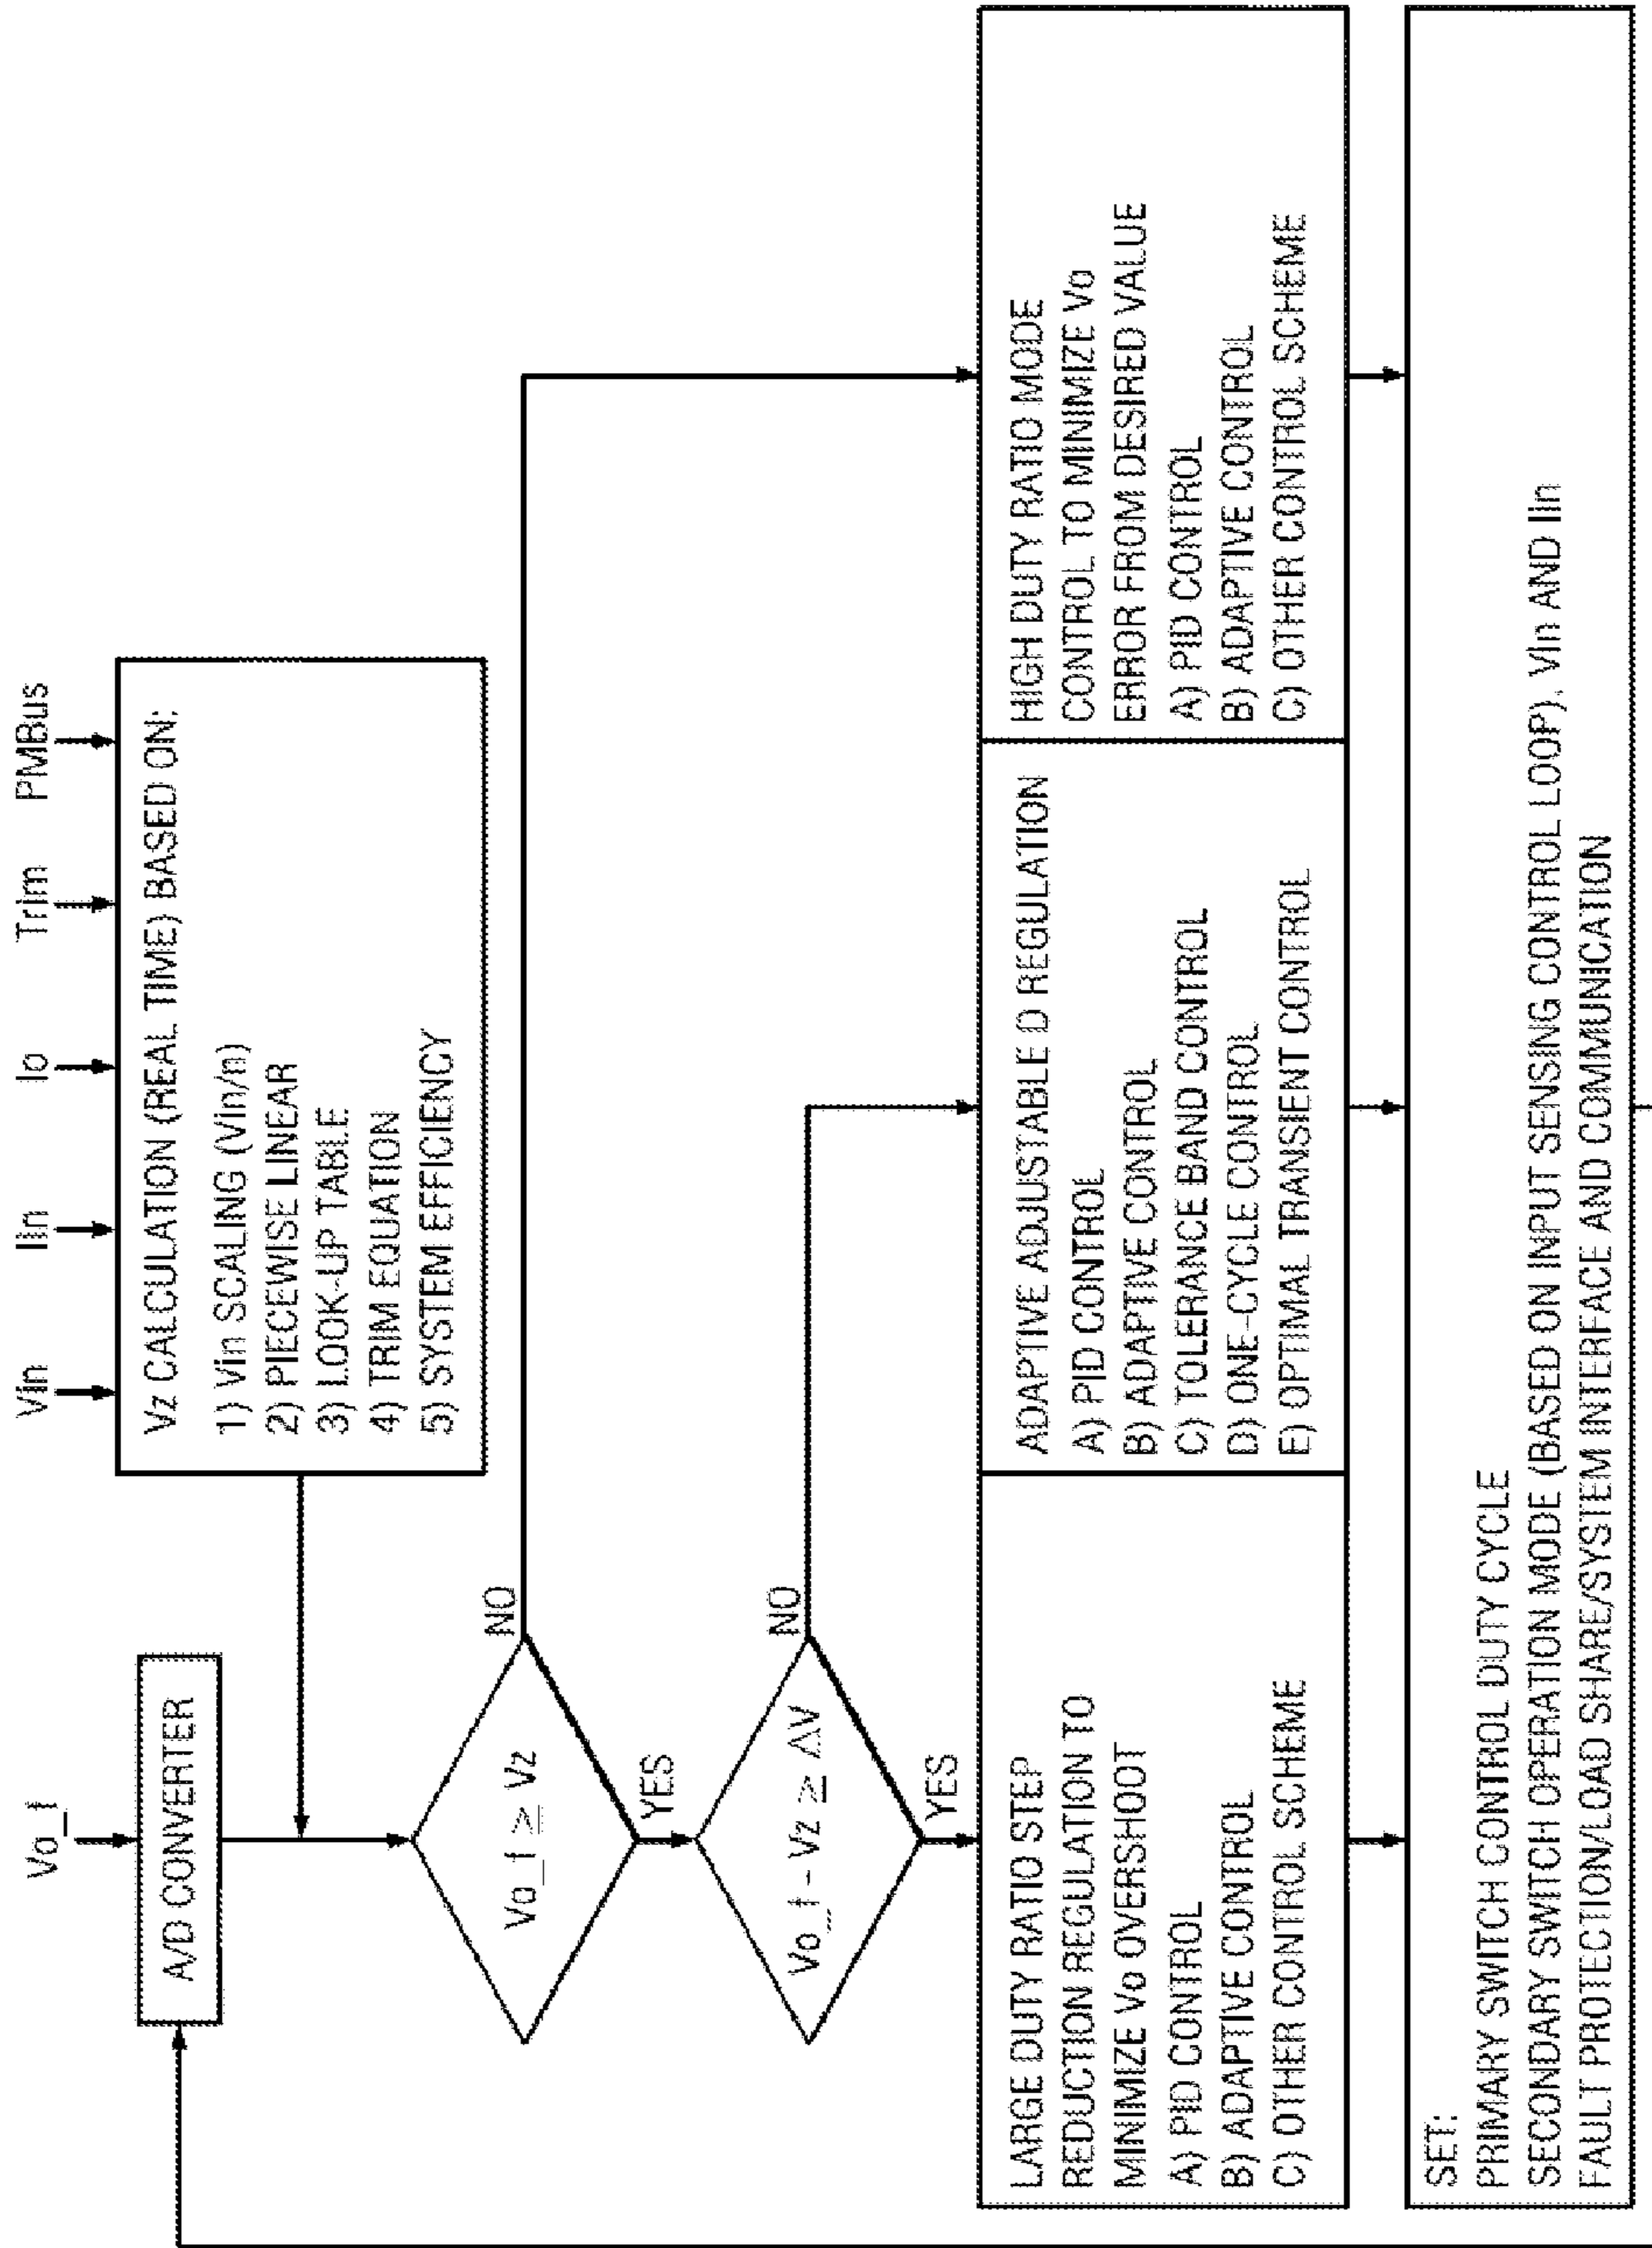 Vo_f
Vin
Iin
Io
Trim
PMBus
A/D CONVERTER
Vz CALCULATION (REAL TIME) BASED ON:
1) Vin SCALING (Vin/n)
2) PIECEWISE LINEAR
3) LOOK-UP TABLE
4) TRIM EQUATION
5) SYSTEM EFFICIENCY
Vo_f ≥ Vz
NO
YES
Vo_f - Vz ≥ ΔV
NO
YES
LARGE DUTY RATIO STEP
REDUCTION REGULATION TO
MINIMIZE Vo OVERSHOOT
A) PID CONTROL
B) ADAPTIVE CONTROL
C) OTHER CONTROL SCHEME
ADAPTIVE ADJUSTABLE D REGULATION
A) PID CONTROL
B) ADAPTIVE CONTROL
C) TOLERANCE BAND CONTROL
D) ONE-CYCLE CONTROL
E) OPTIMAL TRANSIENT CONTROL
HIGH DUTY RATIO MODE
CONTROL TO MINIMIZE Vo
ERROR FROM DESIRED VALUE
A) PID CONTROL
B) ADAPTIVE CONTROL
C) OTHER CONTROL SCHEME
SET:
PRIMARY SWITCH CONTROL DUTY CYCLE
SECONDARY SWITCH OPERATION MODE (BASED ON INPUT SENSING CONTROL LOOP), Vin AND Iin
FAULT PROTECTION/LOAD SHARE/SYSTEM INTERFACE AND COMMUNICATION